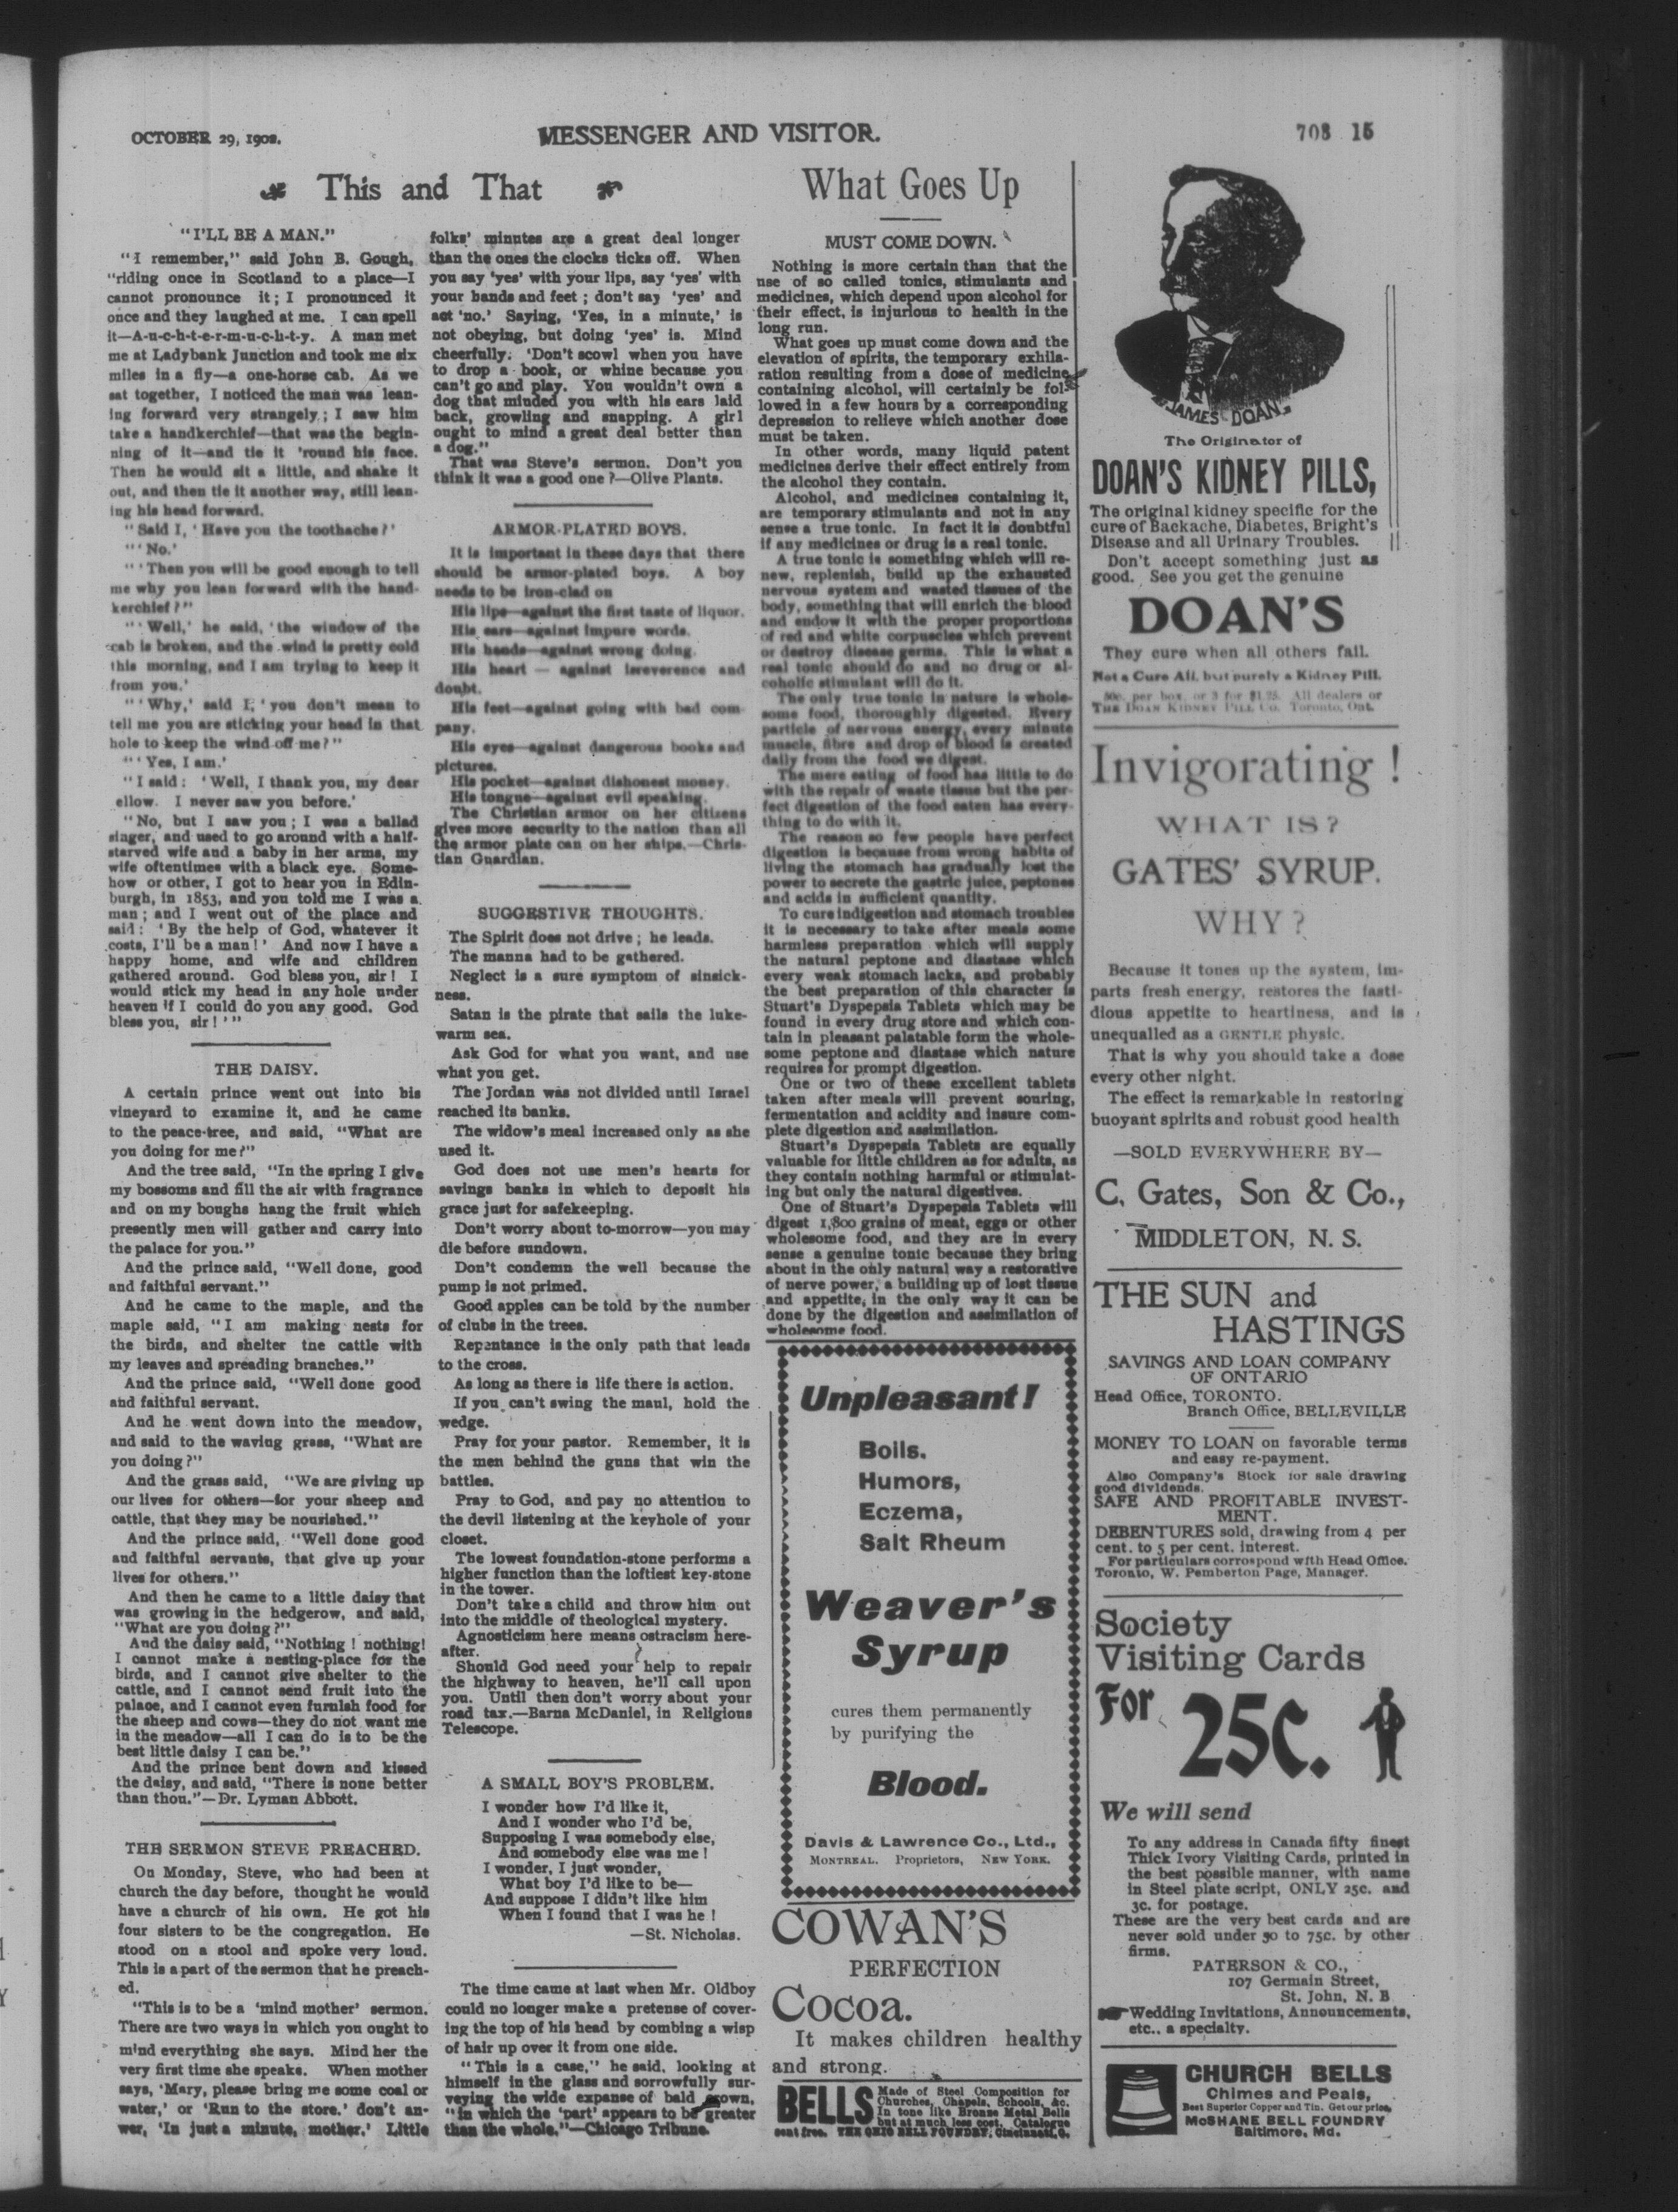 OCTOBER 29, 1902.
MESSENGER AND VISITOR.
703 15
This and That
"I'LL BE A MAN."
"I remember," said John B. Gough,
"riding once in Scotland to a place—I
cannot pronounce it; I pronounced it
once and they laughed at me. I can spell
it—A-u-c-h-t-e-r-m-u-c-h-t-y. A man met
me at Ladybank Junction and took me six
miles in a fly—a one-horse cab. As we
sat together, I noticed the man was lean-
ing forward very strangely; I saw him
take a handkerchief—that was the begin-
ning of it—and tie it 'round his face.
Then he would sit a little, and shake it
out, and then tie it another way, still lean-
ing his head forward.
"Said I, 'Have you the toothache?'
"'No.'
"'Then you will be good enough to tell
me why you lean forward with the hand-
kerchief?"
"'Well,' he said, 'the window of the
cab is broken, and the wind is pretty cold
this morning, and I am trying to keep it
from you.'
"'Why,' said I, 'you don't mean to
tell me you are sticking your head in that
hole to keep the wind off me?"
"'Yes, I am.'
"I said: 'Well, I thank you, my dear
ellow. I never saw you before.'
"No, but I saw you; I was a ballad
singer, and used to go around with a half-
starved wife and a baby in her arms, my
wife oftentimes with a black eye. Some-
how or other, I got to hear you in Edin-
burgh, in 1853, and you told me I was a
man; and I went out of the place and
said: 'By the help of God, whatever it
costs, I'll be a man!' And now I have a
happy home, and wife and children
gathered around. God bless you, sir! I
would stick my head in any hole under
heaven if I could do you any good. God
bless you, sir!'"
THE DAISY.
A certain prince went out into his
vineyard to examine it, and he came
to the peace-tree, and said, "What are
you doing for me?"
And the tree said, "In the spring I give
my bossoms and fill the air with fragrance
and on my boughs hang the fruit which
presently men will gather and carry into
the palace for you."
And the prince said, "Well done, good
and faithful servant."
And he came to the maple, and the
maple said, "I am making nests for
the birds, and shelter tne cattle with
my leaves and spreading branches."
And the prince said, "Well done good
and faithful servant.
And he went down into the meadow,
and said to the waving grass, "What are
you doing?"
And the grass said, "We are giving up
our lives for others—for your sheep and
cattle, that they may be nourished."
And the prince said, "Well done good
and faithful servants, that give up your
lives for others."
And then he came to a little daisy that
was growing in the hedgerow, and said,
"What are you doing?"
And the daisy said, "Nothing! nothing!
I cannot make a nesting-place for the
birds, and I cannot give shelter to the
cattle, and I cannot send fruit into the
palace, and I cannot even furnish food for
the sheep and cows—they do not want me
in the meadow—all I can do is to be the
best little daisy I can be."
And the prince bent down and kissed
the daisy, and said, "There is none better
than thou."—Dr. Lyman Abbott.
THE SERMON STEVE PREACHED.
On Monday, Steve, who had been at
church the day before, thought he would
have a church of his own. He got his
four sisters to be the congregation. He
stood on a stool and spoke very loud.
This is a part of the sermon that he preach-
ed.
"This is to be a 'mind mother' sermon.
There are two ways in which you ought to
mind everything she says. Mind her the
very first time she speaks. When mother
says, 'Mary, please bring me some coal or
water,' or 'Run to the store.' don't an-
wer, 'In just a minute, mother.' Little
folks' minutes are a great deal longer
than the ones the clocks ticks off. When
you say 'yes' with your lips, say 'yes' with
your hands and feet; don't say 'yes' and
act 'no.' Saying, 'Yes, in a minute,' is
not obeying, but doing 'yes' is. Mind
cheerfully. 'Don't scowl when you have
to drop a book, or whine because you
can't go and play. You wouldn't own a
dog that minded you with his ears laid
back, growling and snapping. A girl
ought to mind a great deal better than
a dog."
That was Steve's sermon. Don't you
think it was a good one?—Olive Plants.
ARMOR-PLATED BOYS.
It is important in these days that there
should be armor-plated boys. A boy
needs to be iron-clad on
His lips—against the first taste of liquor.
His ears—against impure words.
His hands—against wrong doing.
His heart — against irreverence and
doubt.
His feet—against going with bad com
pany.
His eyes—against dangerous books and
pictures.
His pocket—against dishonest money.
His tongue—against evil speaking.
The Christian armor on her citizens
gives more security to the nation than all
the armor plate can on her ships.—Chris-
tian Guardian.
SUGGESTIVE THOUGHTS.
The Spirit does not drive; he leads.
The manna had to be gathered.
Neglect is a sure symptom of sinsick-
ness.
Satan is the pirate that sails the luke-
warm sea.
Ask God for what you want, and use
what you get.
The Jordan was not divided until Israel
reached its banks.
The widow's meal increased only as she
used it.
God does not use men's hearts for
savings banks in which to deposit his
grace just for safekeeping.
Don't worry about to-morrow—you may
die before sundown.
Don't condemn the well because the
pump is not primed.
Good apples can be told by the number
of clubs in the trees.
Repentance is the only path that leads
to the cross.
As long as there is life there is action.
If you can't swing the maul, hold the
wedge.
Pray for your pastor. Remember, it is
the men behind the guns that win the
battles.
Pray to God, and pay no attention to
the devil listening at the keyhole of your
closet.
The lowest foundation-stone performs a
higher function than the loftiest key-stone
in the tower.
Don't take a child and throw him out
into the middle of theological mystery.
Agnosticism here means ostracism here-
after.
Should God need your help to repair
the highway to heaven, he'll call upon
you. Until then don't worry about your
road tax.—Barna McDaniel, in Religious
Telescope.
A SMALL BOY'S PROBLEM.
I wonder how I'd like it,
And I wonder who I'd be,
Supposing I was somebody else,
And somebody else was me!
I wonder, I just wonder,
What boy I'd like to be—
And suppose I didn't like him
When I found that I was he!
—St. Nicholas.
The time came at last when Mr. Oldboy
could no longer make a pretense of cover-
ing the top of his head by combing a wisp
of hair up over it from one side.
"This is a case," he said, looking at
himself in the glass and sorrowfully sur-
veying the wide expanse of bald crown,
"in which the 'part' appears to be greater
than the whole."—Chicago Tribune.
What Goes Up
MUST COME DOWN.
Nothing is more certain than that the
use of so called tonics, stimulants and
medicines, which depend upon alcohol for
their effect, is injurious to health in the
long run.
What goes up must come down and the
elevation of spirits, the temporary exhila-
ration resulting from a dose of medicine
containing alcohol, will certainly be fol-
lowed in a few hours by a corresponding
depression to relieve which another dose
must be taken.
In other words, many liquid patent
medicines derive their effect entirely from
the alcohol they contain.
Alcohol, and medicines containing it,
are temporary stimulants and not in any
sense a true tonic. In fact it is doubtful
if any medicines or drug is a real tonic.
A true tonic is something which will re-
new, replenish, build up the exhausted
nervous system and wasted tissues of the
body, something that will enrich the blood
and endow it with the proper proportions
of red and white corpuscles which prevent
or destroy disease germs. This is what a
real tonic should do and no drug or al-
coholic stimulant will do it.
The only true tonic in nature is whole-
some food, thoroughly digested. Every
particle of nervous energy, every minute
muscle, fibre and drop of blood is created
daily from the food we digest.
The mere eating of food has little to do
with the repair of waste tissue but the per-
fect digestion of the food eaten has every-
thing to do with it.
The reason so few people have perfect
digestion is because from wrong habits of
living the stomach has gradually lost the
power to secrete the gastric juice, peptones
and acids in sufficient quantity.
To cure indigestion and stomach troubles
it is necessary to take after meals some
harmless preparation which will supply
the natural peptone and diastase which
every weak stomach lacks, and probably
the best preparation of this character is
Stuart's Dyspepsia Tablets which may be
found in every drug store and which con-
tain in pleasant palatable form the whole-
some peptone and diastase which nature
requires for prompt digestion.
One or two of these excellent tablets
taken after meals will prevent souring,
fermentation and acidity and insure com-
plete digestion and assimilation.
Stuart's Dyspepsia Tablets are equally
valuable for little children as for adults, as
they contain nothing harmful or stimulat-
ing but only the natural digestives.
One of Stuart's Dyspepsia Tablets will
digest 1,800 grains of meat, eggs or other
wholesome food, and they are in every
sense a genuine tonic because they bring
about in the only natural way a restorative
of nerve power, a building up of lost tissue
and appetite, in the only way it can be
done by the digestion and assimilation of
wholesome food.
Unpleasant!
Boils.
Humors,
Eczema,
Salt Rheum
Weaver's
Syrup
cures them permanently
by purifying the
Blood.
Davis & Lawrence Co., Ltd.,
MONTREAL. Proprietors, NEW YORK.
COWAN'S
PERFECTION
Cocoa.
It makes children healthy
and strong.
BELLS
Made of Steel Composition for
Churches, Chapels, Schools, &c.
In tone like Bronze Metal Bells
but at much less cost. Catalogue
sent free. THE OHIO BELL FOUNDRY, Cincinnati, O.
JAMES DOAN
The Originator of
DOAN'S KIDNEY PILLS,
The original kidney specific for the
cure of Backache, Diabetes, Bright's
Disease and all Urinary Troubles.
Don't accept something just as
good. See you get the genuine
DOAN'S
They cure when all others fail.
Not a Cure All, but purely a Kidney Pill.
50c. per box, or 3 for $1.25. All dealers or
THE DOAN KIDNEY PILL CO. Toronto, Ont.
Invigorating!
WHAT IS?
GATES' SYRUP.
WHY?
Because it tones up the system, im-
parts fresh energy, restores the fasti-
dious appetite to heartiness, and is
unequalled as a GENTLE physic.
That is why you should take a dose
every other night.
The effect is remarkable in restoring
buoyant spirits and robust good health
—SOLD EVERYWHERE BY—
C. Gates, Son & Co.,
MIDDLETON, N. S.
THE SUN and
HASTINGS
SAVINGS AND LOAN COMPANY
OF ONTARIO
Head Office, TORONTO.
Branch Office, BELLEVILLE
MONEY TO LOAN on favorable terms
and easy re-payment.
Also Company's Stock for sale drawing
good dividends.
SAFE AND PROFITABLE INVEST-
MENT.
DEBENTURES sold, drawing from 4 per
cent. to 5 per cent. interest.
For particulars corrospond with Head Office.
Toronto, W. Pemberton Page, Manager.
Society
Visiting Cards
For 25c.
We will send
To any address in Canada fifty finest
Thick Ivory Visiting Cards, printed in
the best possible manner, with name
in Steel plate script, ONLY 25c. and
3c. for postage.
These are the very best cards and are
never sold under 50 to 75c. by other
firms.
PATERSON & CO.,
107 Germain Street,
St. John, N. B
Wedding Invitations, Announcements,
etc., a specialty.
CHURCH BELLS
Chimes and Peals,
Best Superior Copper and Tin. Get our price,
McSHANE BELL FOUNDRY
Baltimore, Md.